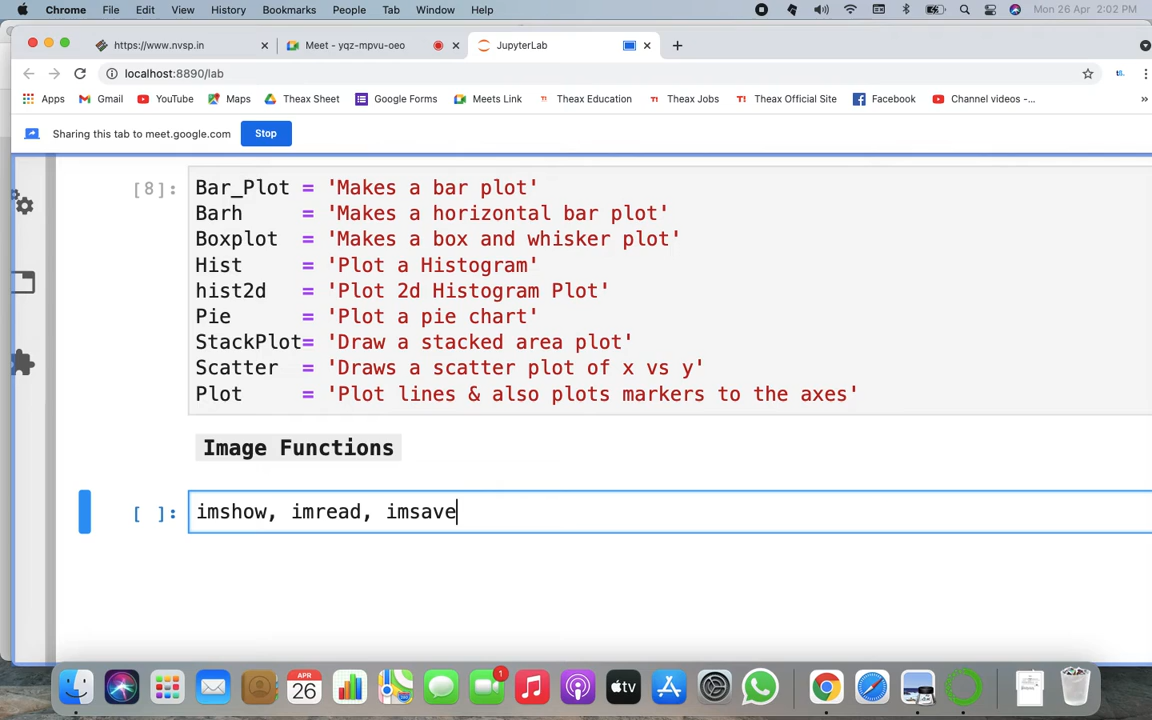 Chrome File Edit View History Bookmarks People Tab Window Help Mon 26 Apr 2:02 PM
https://www.nvsp.in Meet - yqz-mpvu-oeo JupyterLab
localhost:8890/lab
Apps Gmail YouTube Maps Theax Sheet Google Forms Meets Link Theax Education Theax Jobs Theax Official Site Facebook Channel videos -...
Sharing this tab to meet.google.com Stop
[8]: Bar_Plot = 'Makes a bar plot'
Barh = 'Makes a horizontal bar plot'
Boxplot = 'Makes a box and whisker plot'
Hist = 'Plot a Histogram'
hist2d = 'Plot 2d Histogram Plot'
Pie = 'Plot a pie chart'
StackPlot= 'Draw a stacked area plot'
Scatter = 'Draws a scatter plot of x vs y'
Plot = 'Plot lines & also plots markers to the axes'
Image Functions
[ ]: imshow, imread, imsave
APR
26
1
tv